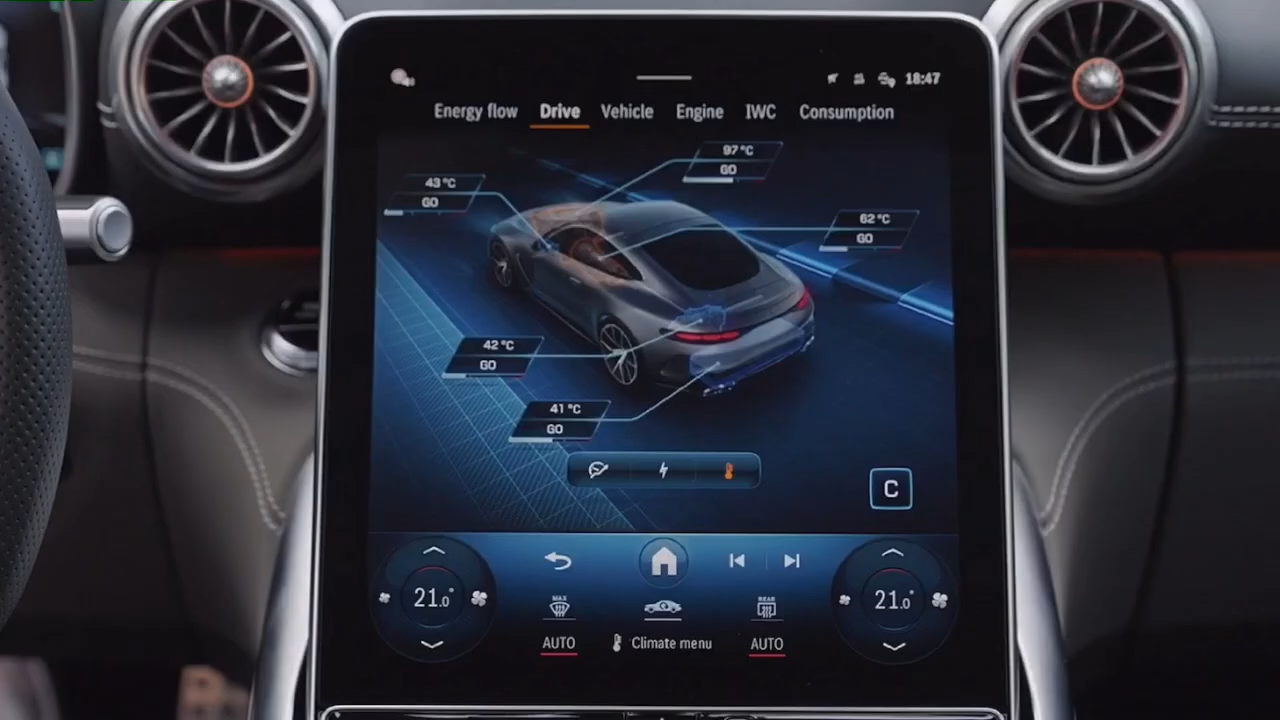 18:47
Energy flow Drive Vehicle Engine IWC Consumption
97 °C
GO
43 °C
GO
62 °C
GO
42 °C
GO
41 °C
GO
C
21.0° 21.0°
MAX REAR
AUTO Climate menu AUTO